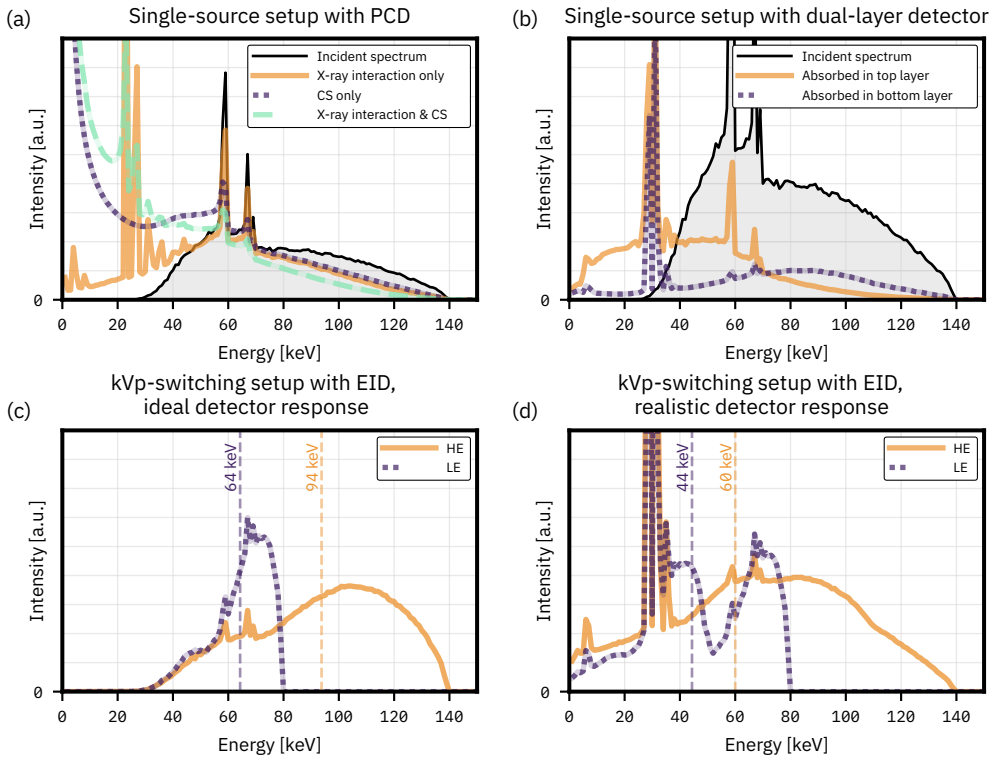 (a)
Single-source setup with PCD
Intensity [a.u.]
Incident spectrum
X-ray interaction only
CS only
X-ray interaction & CS
0
0 20 40 60 80 100 120 140
Energy [keV]
(b)
Single-source setup with dual-layer detector
Intensity [a.u.]
Incident spectrum
Absorbed in top layer
Absorbed in bottom layer
0
0 20 40 60 80 100 120 140
Energy [keV]
(c)
kVp-switching setup with EID,
ideal detector response
Intensity [a.u.]
64 keV
94 keV
HE
LE
0
0 20 40 60 80 100 120 140
Energy [keV]
(d)
kVp-switching setup with EID,
realistic detector response
Intensity [a.u.]
44 keV
60 keV
HE
LE
0
0 20 40 60 80 100 120 140
Energy [keV]